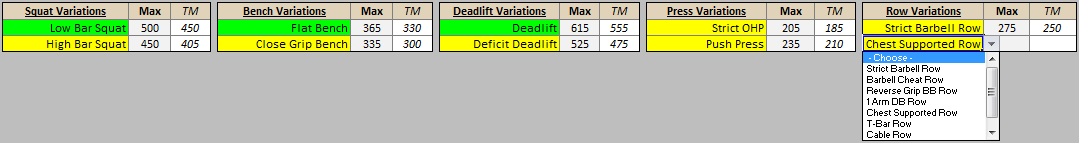 Squat Variations Max TM Bench Variations Max TM Deadlift Variations Max TM Press Variations Max TM Row Variations Max TM
Low Bar Squat 500 450 Flat Bench 365 330 Deadlift 615 555 Strict OHP 205 185 Strict Barbell Row 275 250
High Bar Squat 450 405 Close Grip Bench 335 300 Deficit Deadlift 525 475 Push Press 235 210 Chest Supported Row
- Choose -
Strict Barbell Row
Barbell Cheat Row
Reverse Grip BB Row
1 Arm DB Row
Chest Supported Row
T-Bar Row
Cable Row